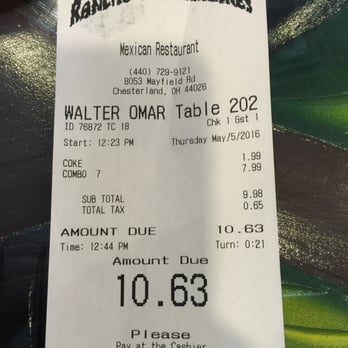 Mexican Restaurant
(440) 729-9121
8053 Mayfield Rd
Chesterland, OH 44026
WALTER OMAR Table 202
Chk 1 Gst 1
ID 76872 TC 18
Start: 12:23 PM Thursday May/5/2016
COKE 1.99
COMBO 7 7.99
SUB TOTAL 9.98
TOTAL TAX 0.65
AMOUNT DUE 10.63
Time: 12:44 PM Turn: 0:21
Amount Due
10.63
Please
Pay at the Cashier